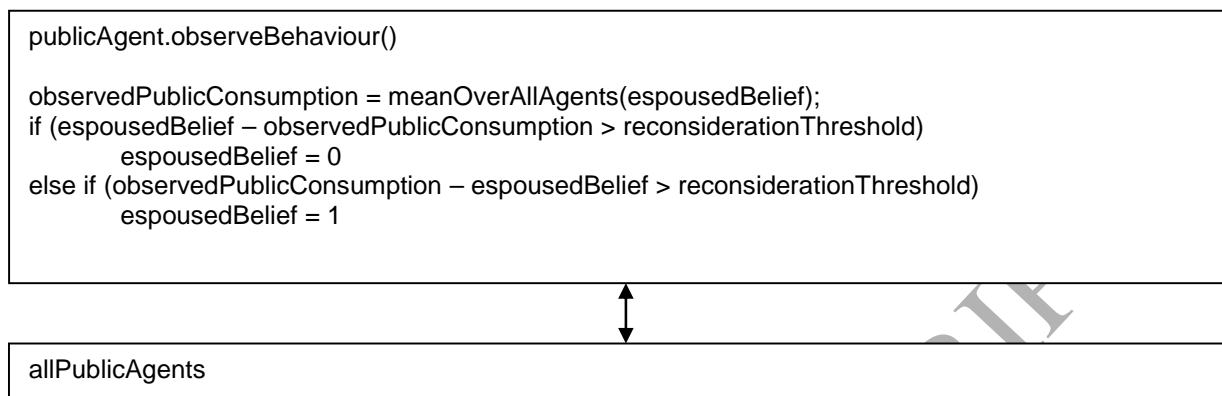 publicAgent.observeBehaviour()
observedPublicConsumption = meanOverAllAgents(espousedBelief);
if (espousedBelief – observedPublicConsumption > reconsiderationThreshold)
espousedBelief = 0
else if (observedPublicConsumption – espousedBelief > reconsiderationThreshold)
espousedBelief = 1
allPublicAgents